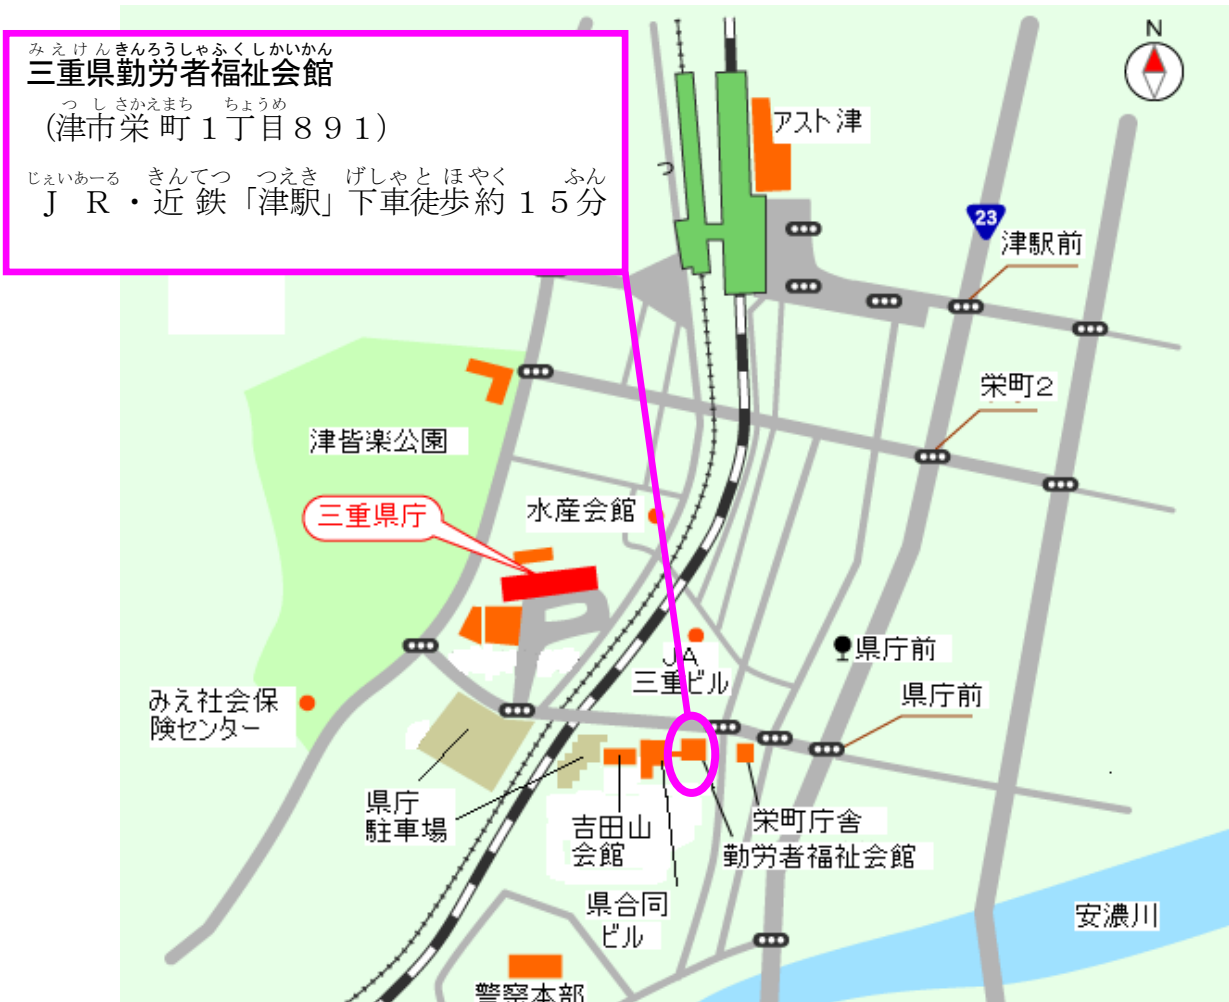 みえけんきんろうしゃふくしかいかん
三重県勤労者福祉会館
つしさかえまち ちょうめ
(津市栄町1丁目891)
じぇいあーる きんてつ つえき げしゃとほやく ふん
JR・近鉄「津駅」下車徒歩約15分
N
アスト津
つ
23
津駅前
栄町2
津皆楽公園
水産会館
三重県庁
JA
三重ビル
県庁前
県庁前
みえ社会保
険センター
県庁
駐車場
吉田山
会館
栄町庁舎
勤労者福祉会館
県合同
ビル
安濃川
警察本部